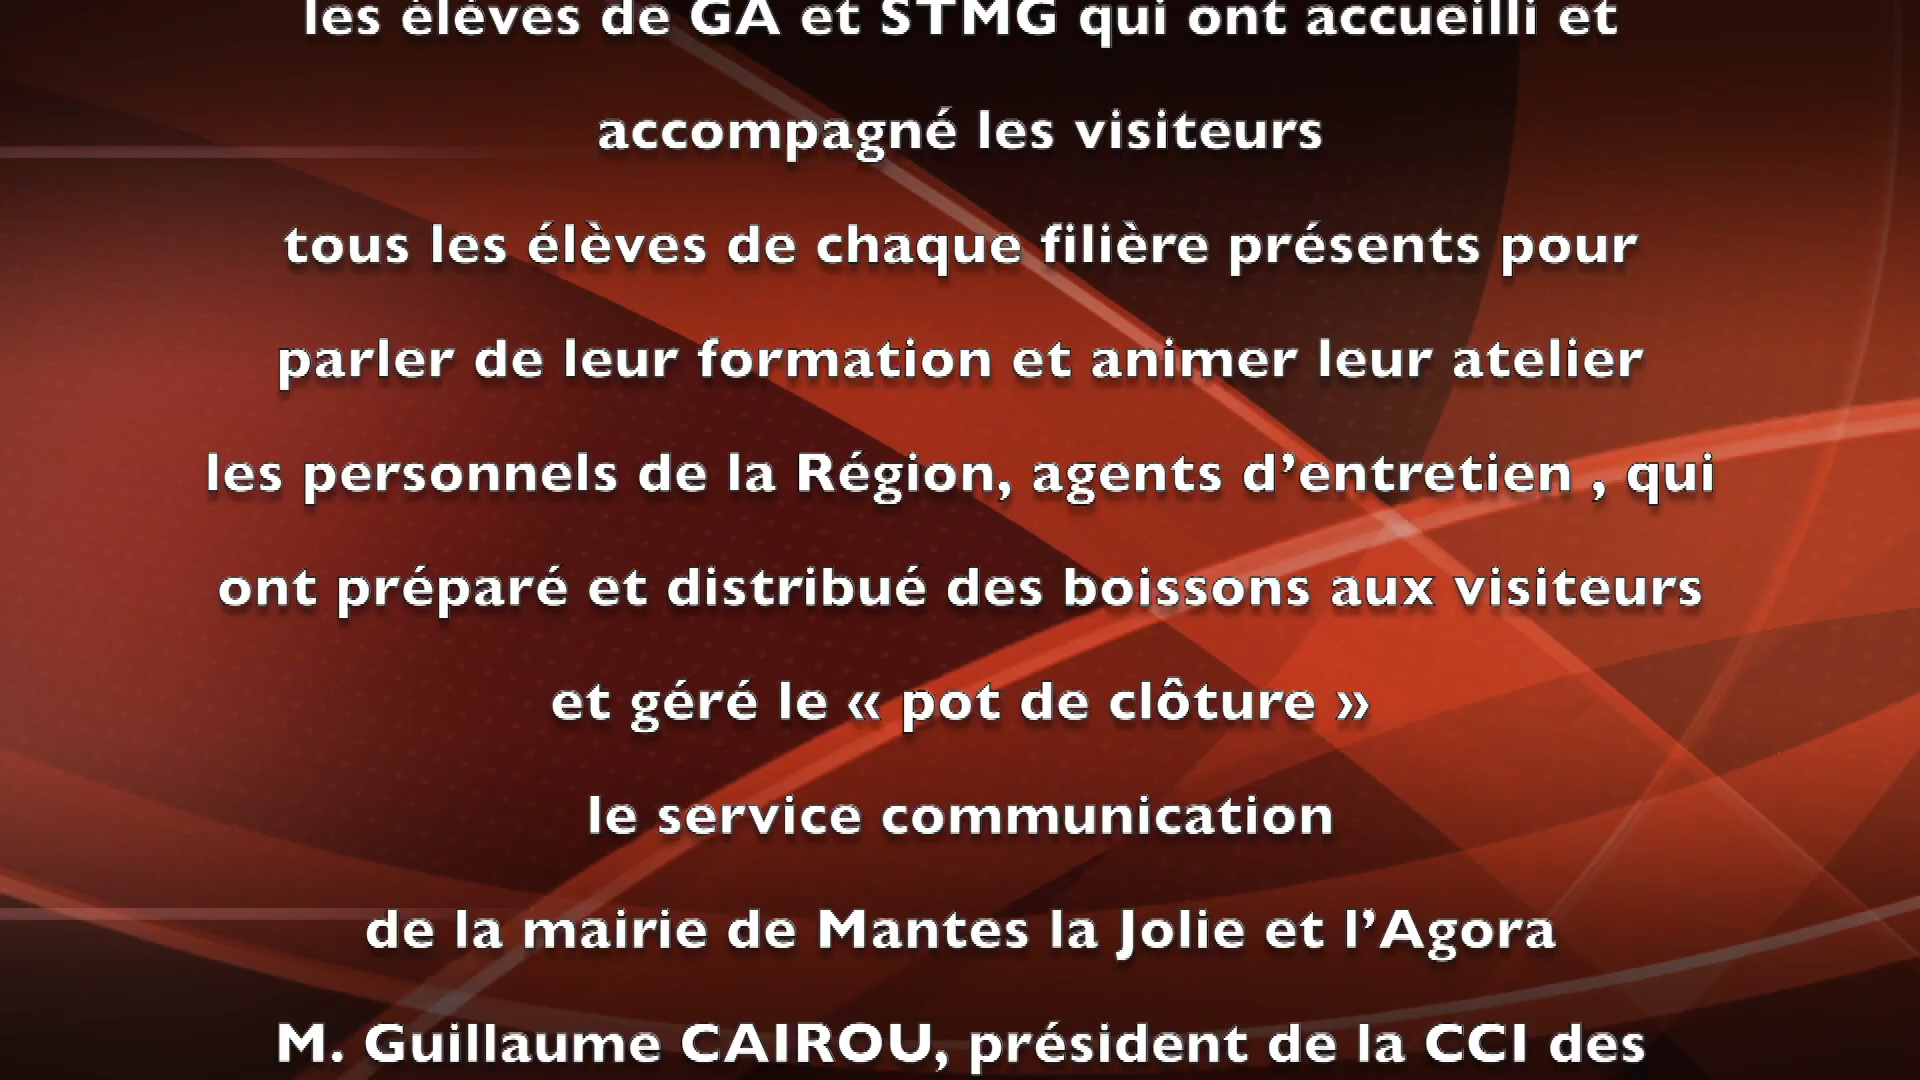 les élèves de GA et STMG qui ont accueilli et
accompagné les visiteurs
tous les élèves de chaque filière présents pour
parler de leur formation et animer leur atelier
les personnels de la Région, agents d’entretien , qui
ont préparé et distribué des boissons aux visiteurs
et géré le « pot de clôture »
le service communication
de la mairie de Mantes la Jolie et l’Agora
M. Guillaume CAIROU, président de la CCI des